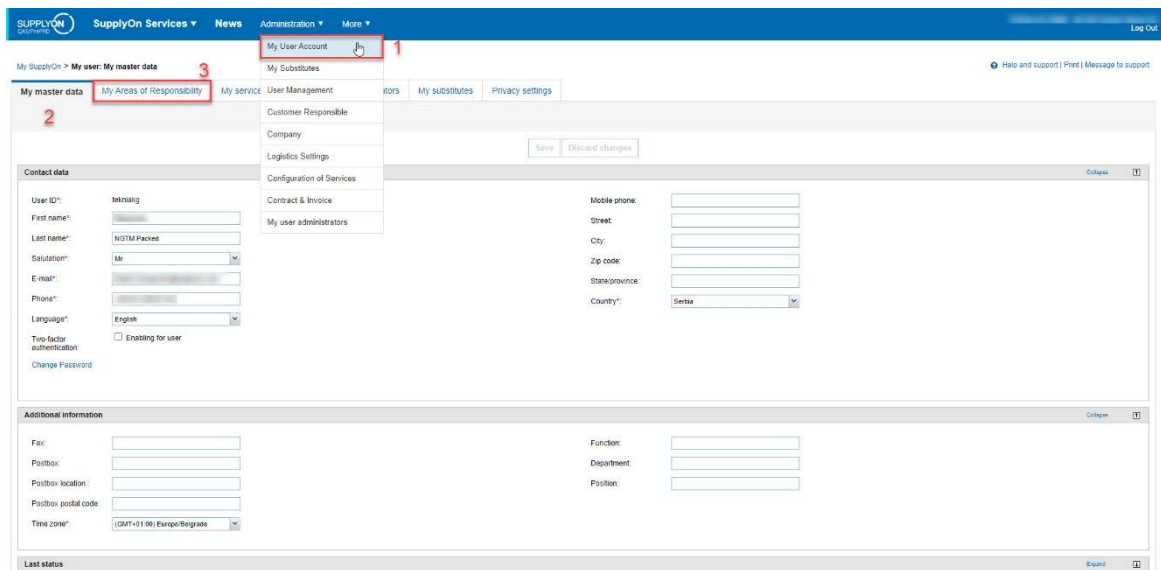 SUPPLYON
QAS/PrePRD
SupplyOn Services ▼ News Administration ▼ More ▼
Log Out
My User Account
1
My SupplyOn > My user: My master data
3
My Substitutes
Help and support | Print | Message to support
My master data
My Areas of Responsibility
My service
User Management
tors
My substitutes
Privacy settings
2
Customer Responsible
Company
Logistics Settings
Configuration of Services
Contract & Invoice
My user administrators
Save Discard changes
Contact data
Collapse
User ID*: tekniakg
First name*:
Last name*: NGTM Packed
Salutation*: Mr.
E-mail*:
Phone*:
Language*: English
Two-factor
authentication: Enabling for user
Change Password
Mobile phone:
Street:
City:
Zip code:
State/province:
Country*: Serbia
Additional information
Collapse
Fax:
Postbox:
Postbox location :
Postbox postal code:
Time zone*: (GMT+01:00) Europe/Belgrade
Function:
Department:
Position:
Last status
Expand